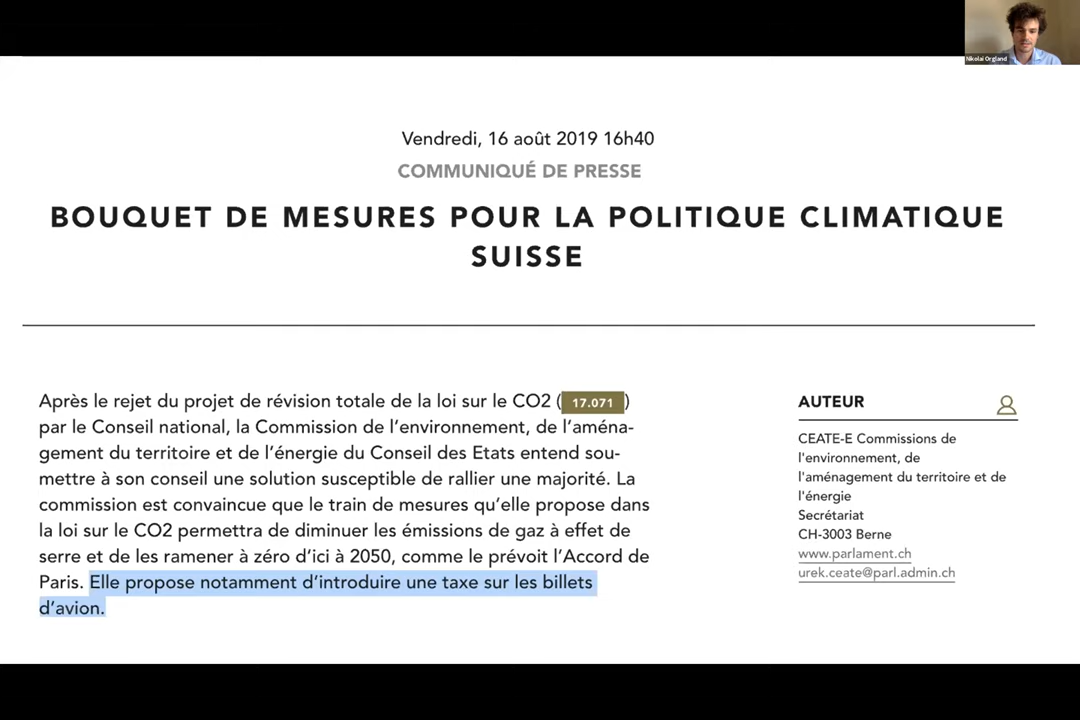 Nikolai Orgland
Vendredi, 16 août 2019 16h40
COMMUNIQUÉ DE PRESSE
BOUQUET DE MESURES POUR LA POLITIQUE CLIMATIQUE
SUISSE
Après le rejet du projet de révision totale de la loi sur le CO2 ( 17.071 )
par le Conseil national, la Commission de l'environnement, de l'aména-
gement du territoire et de l'énergie du Conseil des Etats entend sou-
mettre à son conseil une solution susceptible de rallier une majorité. La
commission est convaincue que le train de mesures qu'elle propose dans
la loi sur le CO2 permettra de diminuer les émissions de gaz à effet de
serre et de les ramener à zéro d'ici à 2050, comme le prévoit l'Accord de
Paris. Elle propose notamment d'introduire une taxe sur les billets
d'avion.
AUTEUR
CEATE-E Commissions de
l'environnement, de
l'aménagement du territoire et de
l'énergie
Secrétariat
CH-3003 Berne
www.parlament.ch
urek.ceate@parl.admin.ch